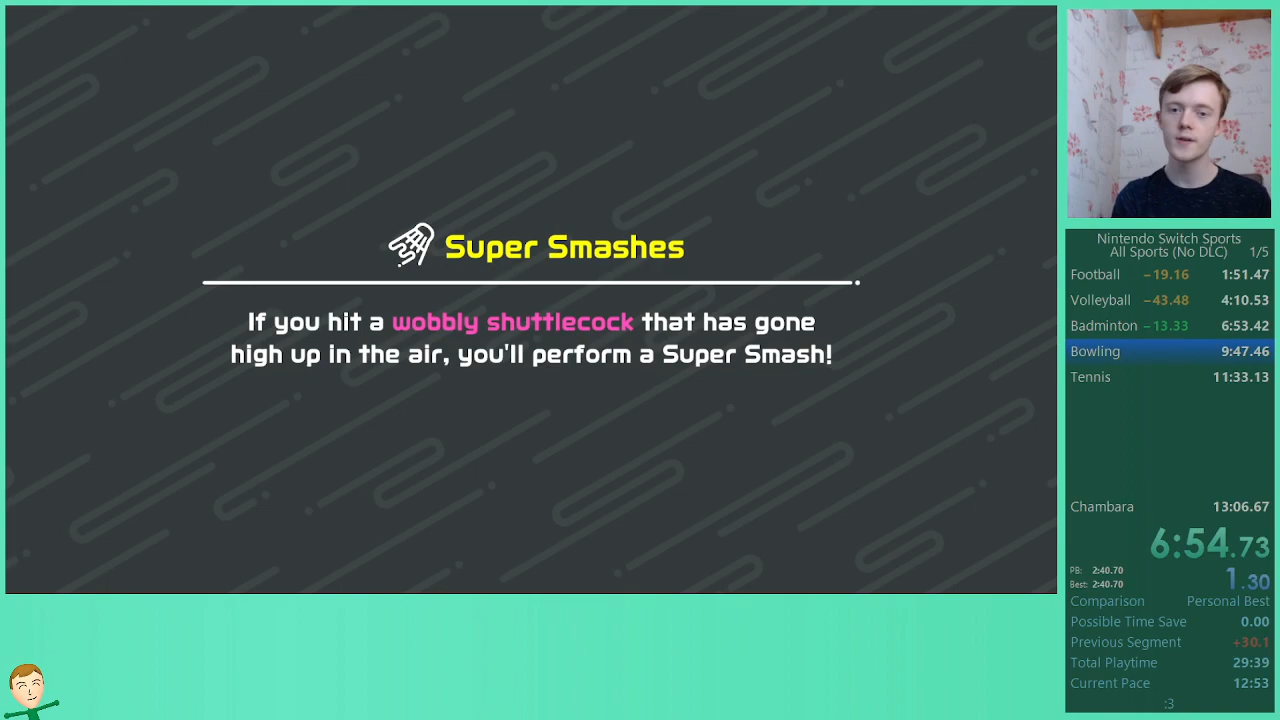 Super Smashes
If you hit a wobbly shuttlecock that has gone
high up in the air, you'll perform a Super Smash!
Nintendo Switch Sports
All Sports (No DLC) 1/5
Football -19.16 1:51.47
Volleyball -43.48 4:10.53
Badminton -13.33 6:53.42
Bowling 9:47.46
Tennis 11:33.13
Chambara 13:06.67
6:54.73
PB: 2:40.70
Best: 2:40.70
1.30
Comparison Personal Best
Possible Time Save 0.00
Previous Segment +30.1
Total Playtime 29:39
Current Pace 12:53
:3